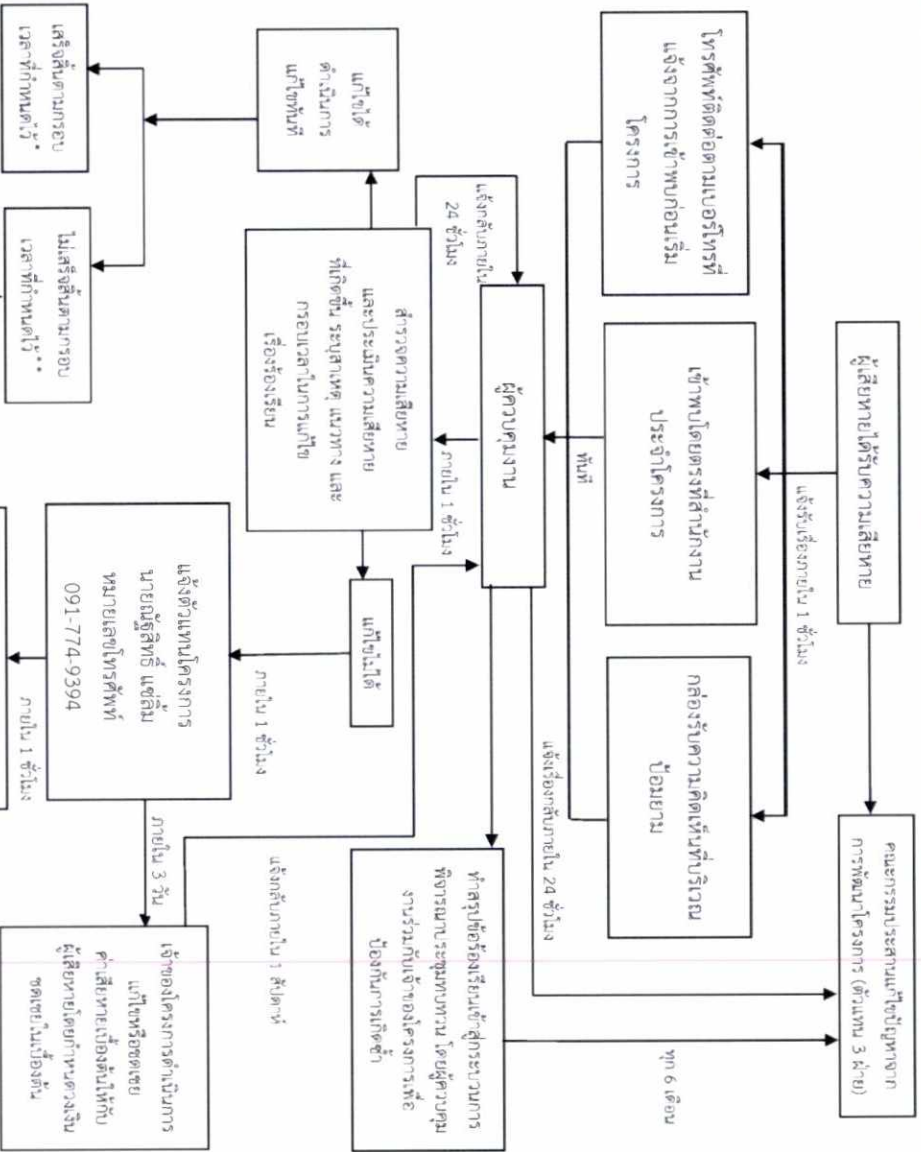 ผู้เสียหายได้รับความเสียหาย
แจ้งรับเรื่องภายใน 1 ชั่วโมง
คณะกรรมประสานแก้ไขปัญหาจาก
การพัฒนาโครงการ (ตัวแทน 3 ฝ่าย)
โทรศัพท์ติดต่อตามเบอร์โทรที่
แจ้งจากการเข้าพบก่อนเริ่ม
โครงการ
เข้าพบโดยตรงที่สำนักงาน
ประจำโครงการ
กล่องรับความคิดเห็นที่บริเวณ
ป้อมยาม
ทันที
แจ้งเรื่องกลับภายใน 24 ชั่วโมง
ทุก 6 เดือน
ผู้ควบคุมงาน
แจ้งกลับภายใน
24 ชั่วโมง
ภายใน 1 ชั่วโมง
ทำสรุปข้อร้องเรียนเข้าสู่กระบวนการ
พิจารณาประชุมทบทวน โดยผู้ควบคุม
งานร่วมกับเจ้าของโครงการเพื่อ
ป้องกันการเกิดซ้ำ
สำรวจความเสียหาย
และประเมินความเสียหาย
ที่เกิดขึ้น ระบุสาเหตุ แนวทาง และ
กรอบเวลาในการแก้ไข
เรื่องร้องเรียน
แก้ไขได้
ดำเนินการ
แก้ไขทันที
แก้ไขไม่ได้
ภายใน 1 ชั่วโมง
แจ้งกลับภายใน 1 สัปดาห์
แจ้งตัวแทนโครงการ
นายณัฐสิทธิ์ แซ่ลิ้ม
หมายเลขโทรศัพท์
091-774-9394
ภายใน 3 วัน
เจ้าของโครงการดำเนินการ
แก้ไขหรือชดเชย
ค่าเสียหายเบื้องต้นให้กับ
ผู้เสียหายโดยกำหนดวงเงิน
ชดเชยในเบื้องต้น
เสร็จสิ้นตามกรอบ
เวลาที่กำหนดไว้*
ไม่เสร็จสิ้นตามกรอบ
เวลาที่กำหนดไว้**
ภายใน 1 ชั่วโมง